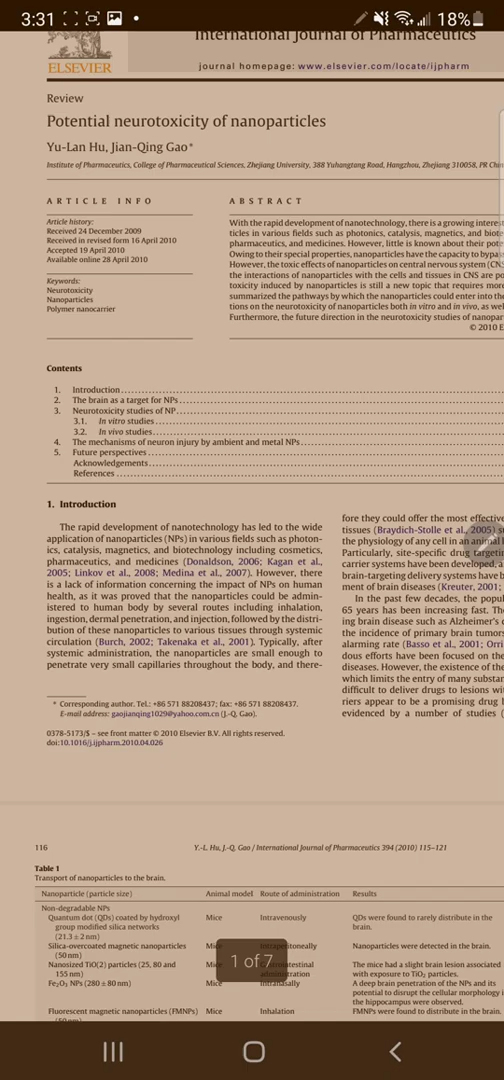 3:31
18%
International Journal of Pharmaceutics
ELSEVIER
journal homepage: www.elsevier.com/locate/ijpharm
Review
Potential neurotoxicity of nanoparticles
Yu-Lan Hu, Jian-Qing Gao*
Institute of Pharmaceutics, College of Pharmaceutical Sciences, Zhejiang University, 388 Yuhangtang Road, Hangzhou, Zhejiang 310058, PR
ARTICLE INFO
Article history:
Received 24 December 2009
Received in revised form 16 April 2010
Accepted 19 April 2010
Available online 28 April 2010
Keywords:
Neurotoxicity
Nanoparticles
Polymer nanocarrier
ABSTRACT
With the rapid development of nanotechnology, there is a growing
ticles in various fields such as photonics, catalysis, magnetics, and
pharmaceutics, and medicines. However, little is known about their
Owing to their special properties, nanoparticles have the capacity to
However, the toxic effects of nanoparticles on central nervous system
the interactions of nanoparticles with the cells and tissues in CNS are
toxicity induced by nanoparticles is still a new topic that requires more
summarized the pathways by which the nanoparticles could enter into the
tions on the neurotoxicity of nanoparticles both in vitro and in vivo, as
Furthermore, the future direction in the neurotoxicity studies of
© 2010
Contents
1. Introduction
2. The brain as a target for NPs
3. Neurotoxicity studies of NP
3.1. In vitro studies
3.2. In vivo studies
4. The mechanisms of neuron injury by ambient and metal NPs
5. Future perspectives
Acknowledgements
References
1. Introduction
The rapid development of nanotechnology has led to the wide
application of nanoparticles (NPs) in various fields such as photon-
ics, catalysis, magnetics, and biotechnology including cosmetics,
pharmaceutics, and medicines (Donaldson, 2006; Kagan et al.,
2005; Linkov et al., 2008; Medina et al., 2007). However, there
is a lack of information concerning the impact of NPs on human
health, as it was proved that the nanoparticles could be admin-
istered to human body by several routes including inhalation,
ingestion, dermal penetration, and injection, followed by the distri-
bution of these nanoparticles to various tissues through systemic
circulation (Burch, 2002; Takenaka et al., 2001). Typically, after
systemic administration, the nanoparticles are small enough to
penetrate very small capillaries throughout the body, and there-
fore they could offer the most effective
tissues (Braydich-Stolle et al., 2005)
the physiology of any cell in an animal
Particularly, site-specific drug
carrier systems have been developed,
brain-targeting delivery systems have
ment of brain diseases (Kreuter, 2001;
In the past few decades, the
65 years has been increasing fast.
ing brain disease such as Alzheimer's
the incidence of primary brain tumors
alarming rate (Basso et al., 2001;
dous efforts have been focused on the
diseases. However, the existence of the
which limits the entry of many
difficult to deliver drugs to lesions
riers appear to be a promising drug
evidenced by a number of studies (
* Corresponding author. Tel.: +86 571 88208437; fax: +86 571 88208437.
E-mail address: gaojianqing1029@yahoo.com.cn (J.-Q. Gao).
0378-5173/$ – see front matter © 2010 Elsevier B.V. All rights reserved.
doi:10.1016/j.ijpharm.2010.04.026
116
Y.-L. Hu, J.-Q. Gao / International Journal of Pharmaceutics 394 (2010) 115–121
Table 1
Transport of nanoparticles to the brain.
Nanoparticle (particle size) Animal model Route of administration Results
Non-degradable NPs
Quantum dot (QDs) coated by hydroxyl Mice Intravenously QDs were found to rarely distribute in the
group modified silica networks brain.
(21.3 ± 2 nm)
Silica-overcoated magnetic nanoparticles Mice Intraperitoneally Nanoparticles were detected in the brain.
(50 nm)
Nanosized TiO(2) particles (25, 80 and The mice had a slight brain lesion associated
155 nm) administration with exposure to TiO₂ particles.
Fe₂O₃ NPs (280 ± 80 nm) Mice Intranasally A deep brain penetration of the NPs and its
potential to disrupt the cellular morphology
the hippocampus were observed.
Fluorescent magnetic nanoparticles (FMNPs) Mice Inhalation FMNPs were found to distribute in the brain.
(50 nm)
1 of 7